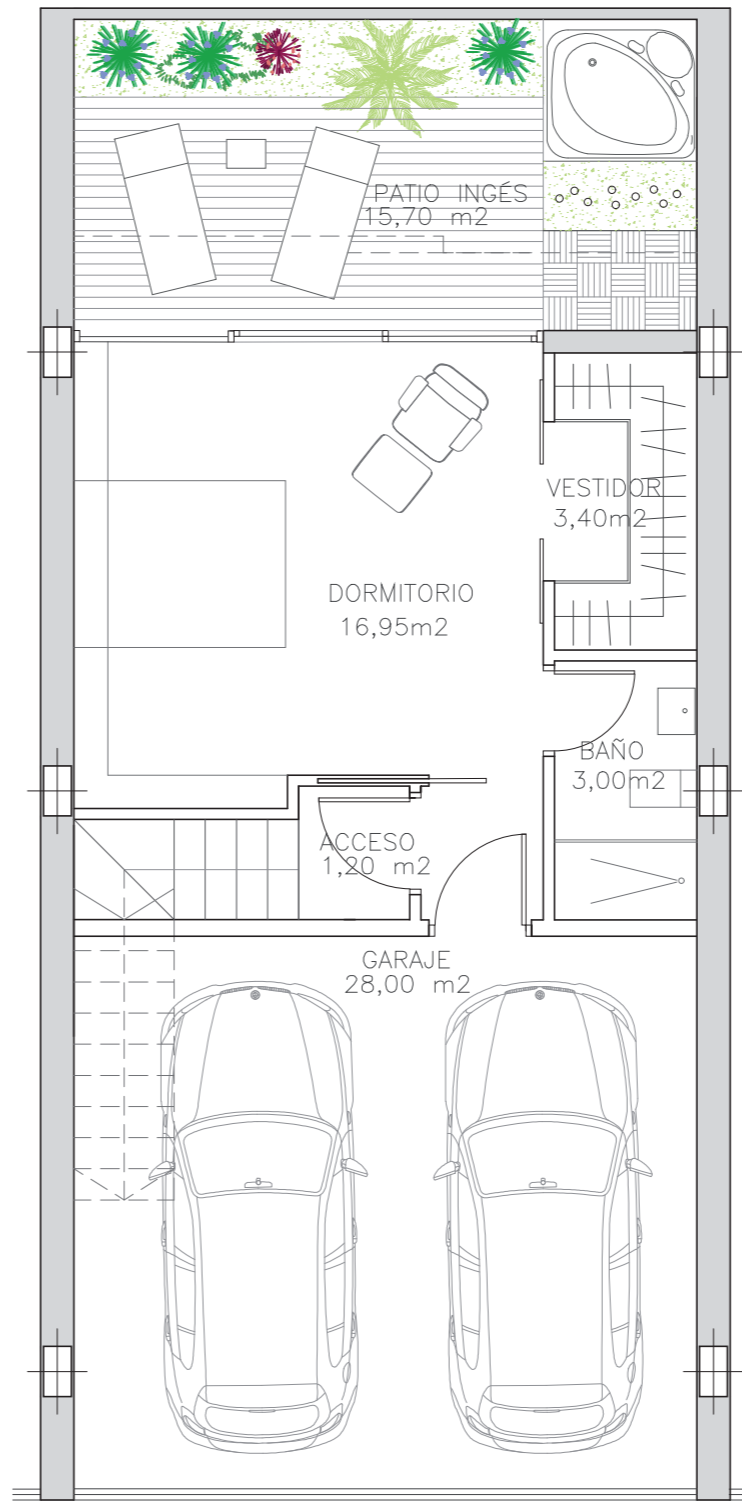 PATIO INGÉS
15,70 m2
VESTIDOR
3,40m2
DORMITORIO
16,95m2
BAÑO
3,00m2
ACCESO
1,20 m2
GARAJE
28,00 m2